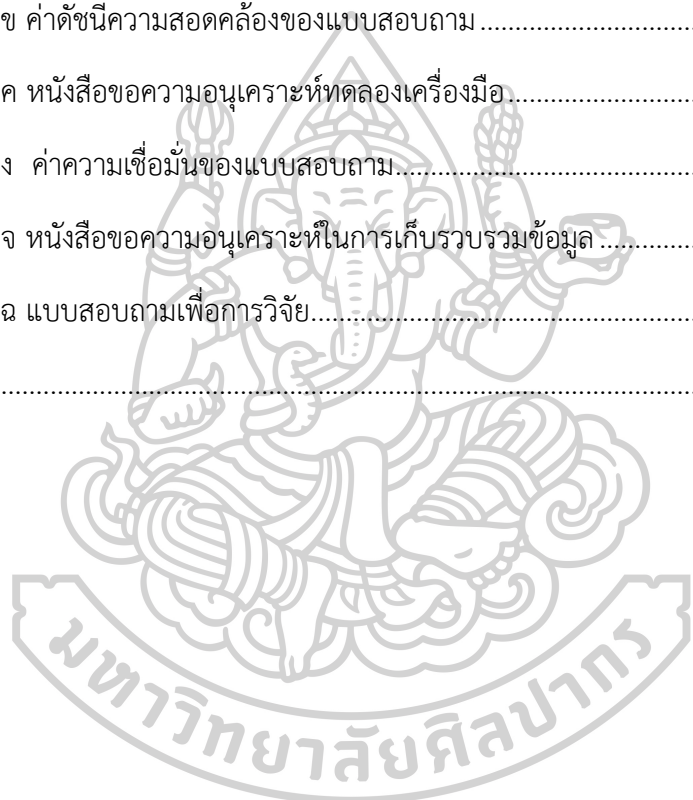 ข ค่าดัชนีความสอดคล้องของแบบสอบถาม..............................
ค หนังสือขอความอนุเคราะห์ทดลองเครื่องมือ..............................
ง ค่าความเชื่อมั่นของแบบสอบถาม..............................
จ หนังสือขอความอนุเคราะห์ในการเก็บรวบรวมข้อมูล..............
ฉ แบบสอบถามเพื่อการวิจัย..............................
..............................
มหาวิทยาลัยศิลปากร